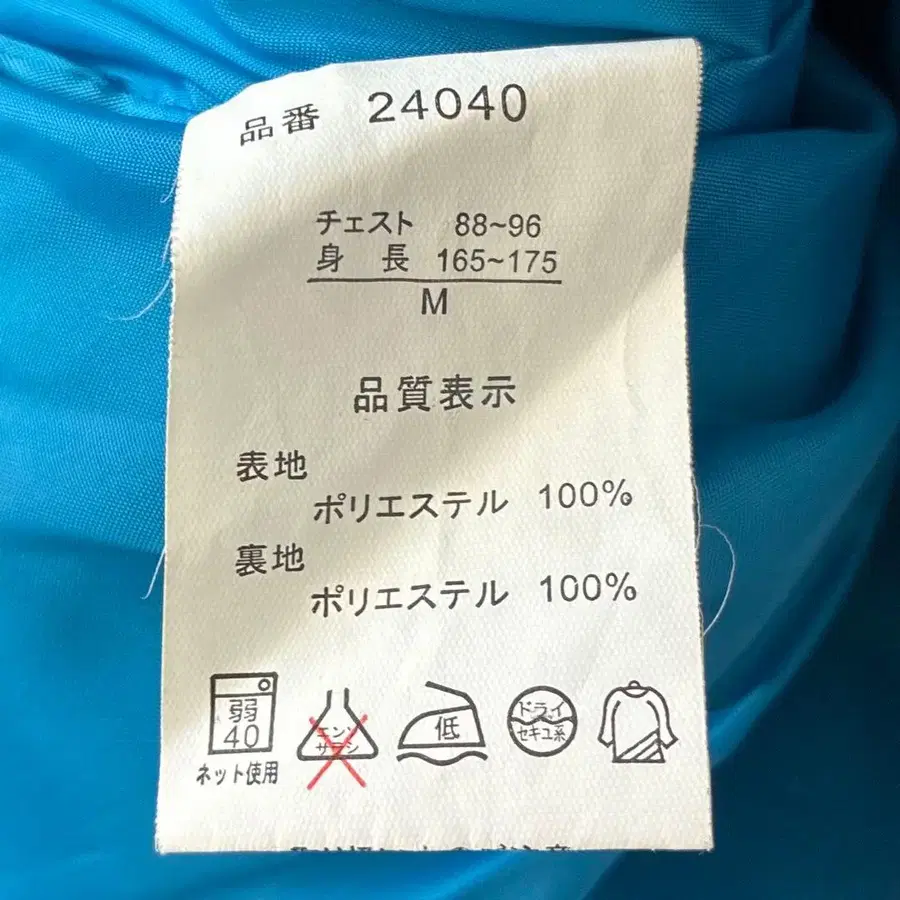 品番 24040
チェスト 88~96
身長 165~175
M
品質表示
表地
ポリエステル 100%
裏地
ポリエステル 100%
弱
40
ネット使用
エンソ
サラシ
低
ドライ
セキユ系